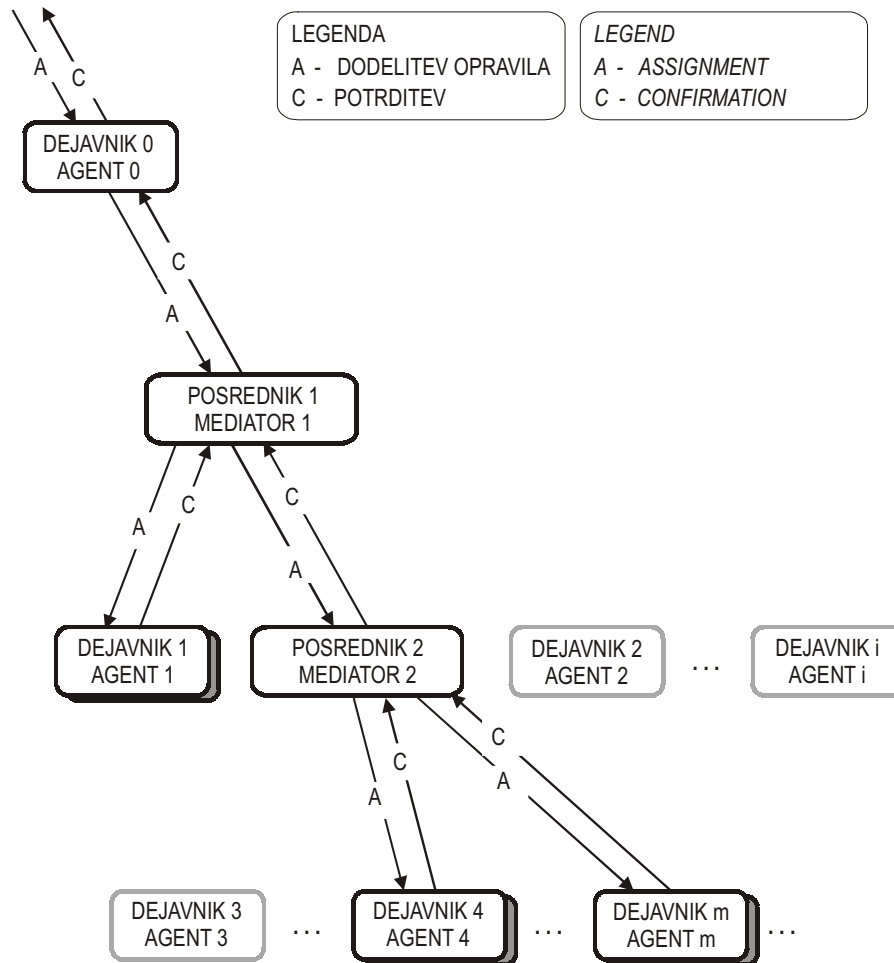 A
C
LEGENDA
A - DODELITEV OPRAVILA
C - POTRDITEV
LEGEND
A - ASSIGNMENT
C - CONFIRMATION
DEJAVNIK 0
AGENT 0
C
A
POSREDNIK 1
MEDIATOR 1
C
C
A
A
DEJAVNIK 1
AGENT 1
POSREDNIK 2
MEDIATOR 2
DEJAVNIK 2
AGENT 2
...
DEJAVNIK i
AGENT i
C
C
A
A
DEJAVNIK 3
AGENT 3
...
DEJAVNIK 4
AGENT 4
...
DEJAVNIK m
AGENT m
...